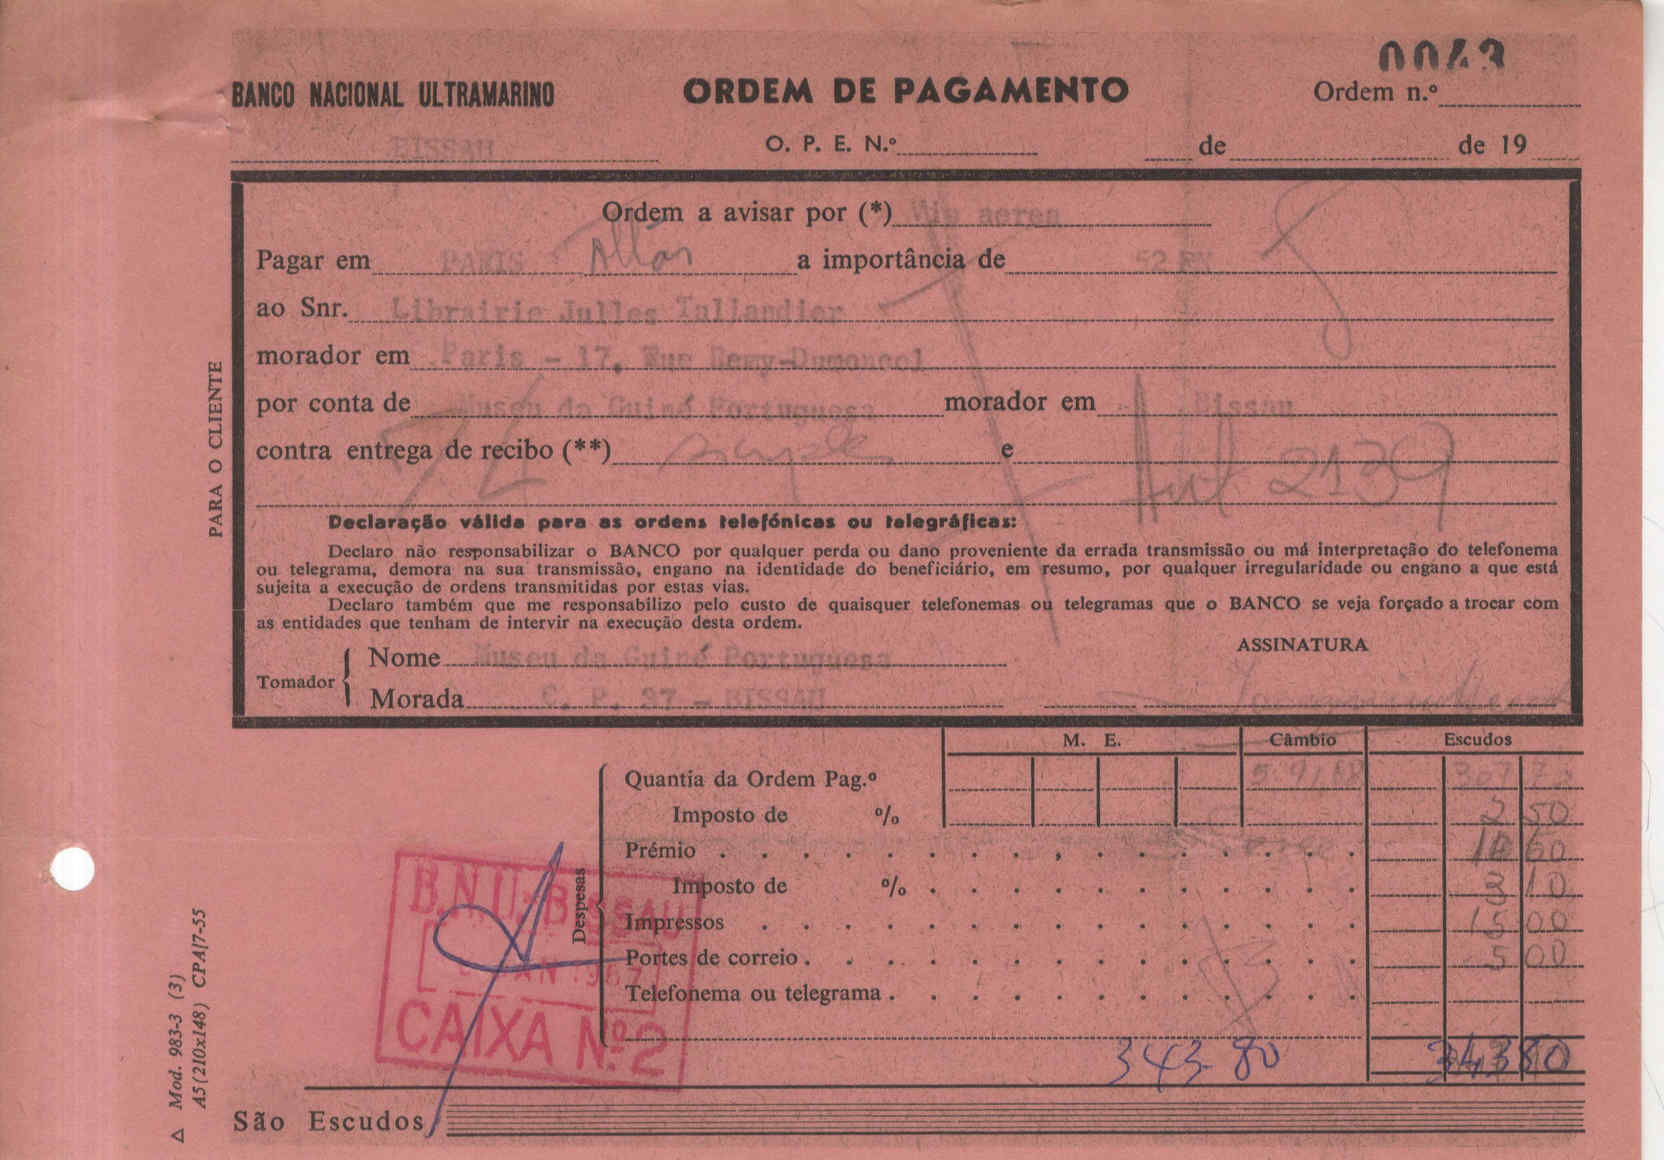 0043
BANCO NACIONAL ULTRAMARINO ORDEM DE PAGAMENTO Ordem n.º
BISSAU O. P. E. N.º de de 19
Ordem a avisar por (*) Via aerea
Pagar em PARIS a importância de
ao Snr. Librairie Julles Tallandier
morador em Paris - 17, Rue Remy-Dumoncel
por conta de Museu da Guiné Portuguesa morador em Bissau
contra entrega de recibo (**) simples e Aut 2139
Declaração válida para as ordens telefónicas ou telegráficas:
Declaro não responsabilizar o BANCO por qualquer perda ou dano proveniente da errada transmissão ou má interpretação do telefonema
ou telegrama, demora na sua transmissão, engano na identidade do beneficiário, em resumo, por qualquer irregularidade ou engano a que está
sujeita a execução de ordens transmitidas por estas vias.
Declaro também que me responsabilizo pelo custo de quaisquer telefonemas ou telegramas que o BANCO se veja forçado a trocar com
as entidades que tenham de intervir na execução desta ordem.
ASSINATURA
Tomador
Nome Museu da Guiné Portuguesa
Morada C. P. 37 - BISSAU
M. E. Câmbio Escudos
Quantia da Ordem Pag.º
Imposto de % 2 50
Prémio 60
Imposto de % 10
Impressos 15 00
Portes de correio 5 00
Telefonema ou telegrama
343-80 343 80
São Escudos
Despesas
B.N.U-BISSAU
JAN 1967
CAIXA Nº 2
PARA O CLIENTE
Mod. 983-3 (3)
A5(210x148) CPA|7-55